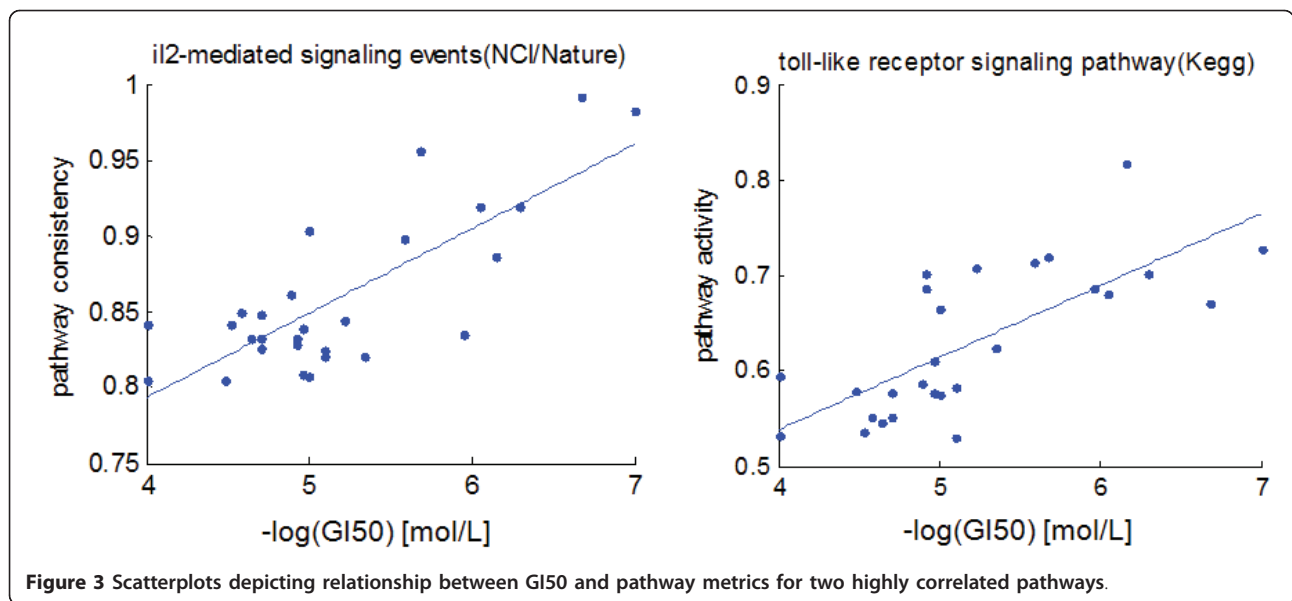 il2-mediated signaling events(NCI/Nature)
1
0.95
0.9
0.85
0.8
0.75
pathway consistency
4 5 6 7
-log(GI50) [mol/L]
toll-like receptor signaling pathway(Kegg)
0.9
0.8
0.7
0.6
0.5
pathway activity
4 5 6 7
-log(GI50) [mol/L]
Figure 3 Scatterplots depicting relationship between GI50 and pathway metrics for two highly correlated pathways.